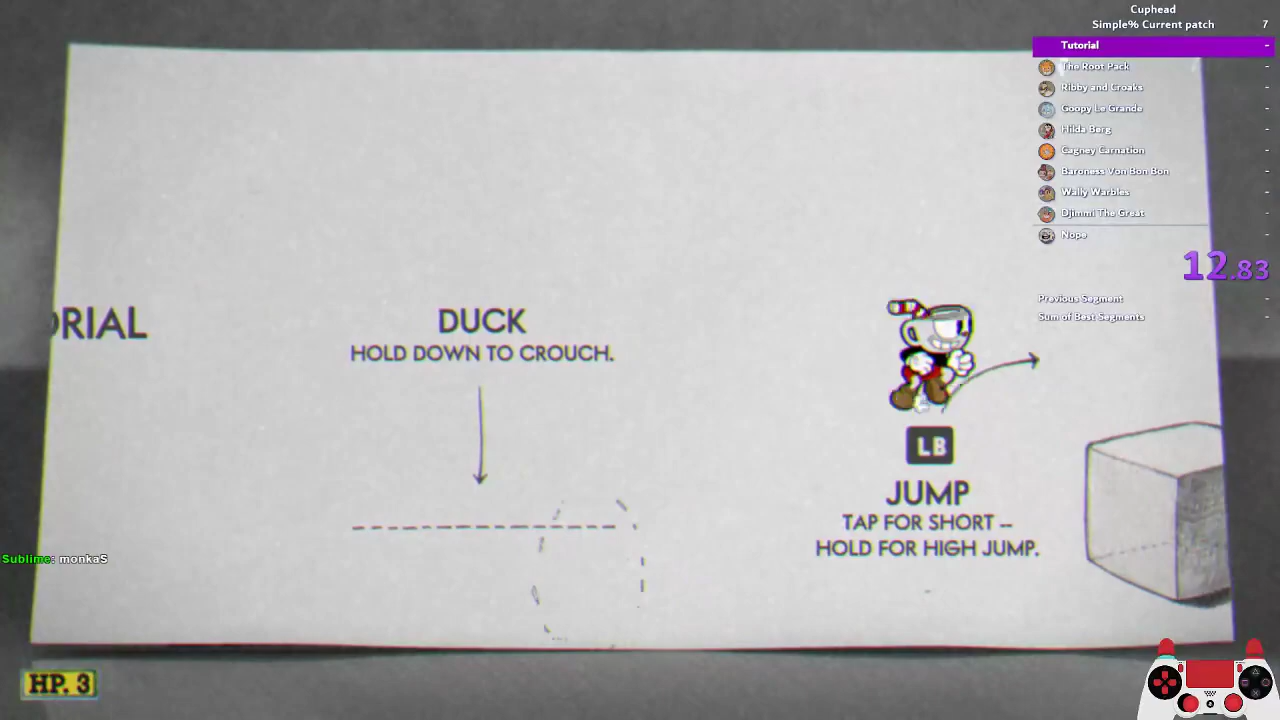 Cuphead
Simple% Current patch 7
Tutorial -
The Root Pack -
Ribby and Croaks -
Goopy Le Grande -
Hilda Berg -
Cagney Carnation -
Baroness Von Bon Bon -
Wally Warbles -
Djimmi The Great -
Nope -
12.83
Previous Segment -
Sum of Best Segments -
ORIAL
DUCK
HOLD DOWN TO CROUCH.
LB
JUMP
TAP FOR SHORT –
HOLD FOR HIGH JUMP.
Sublime: monkaS
HP. 3